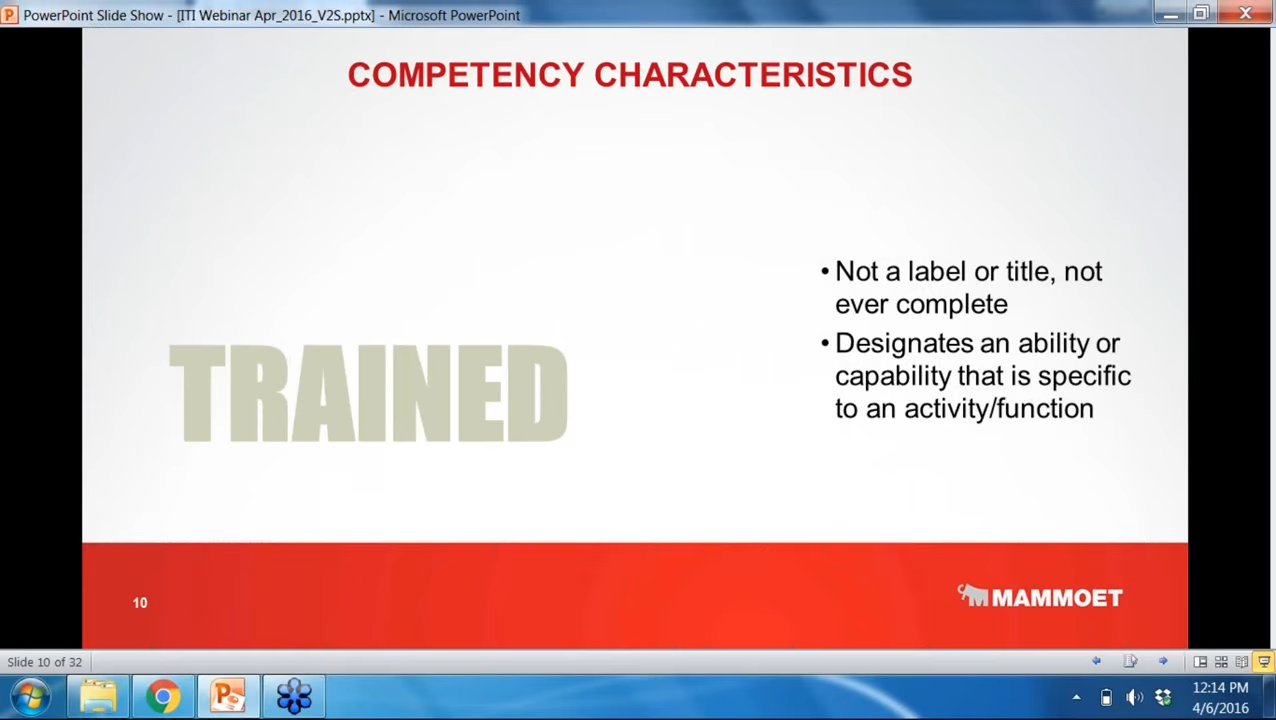 PowerPoint Slide Show - [ITI Webinar Apr_2016_V2S.pptx] - Microsoft PowerPoint
COMPETENCY CHARACTERISTICS
• Not a label or title, not
ever complete
• Designates an ability or
capability that is specific
to an activity/function
TRAINED
10
MAMMOET
Slide 10 of 32
12:14 PM
4/6/2016